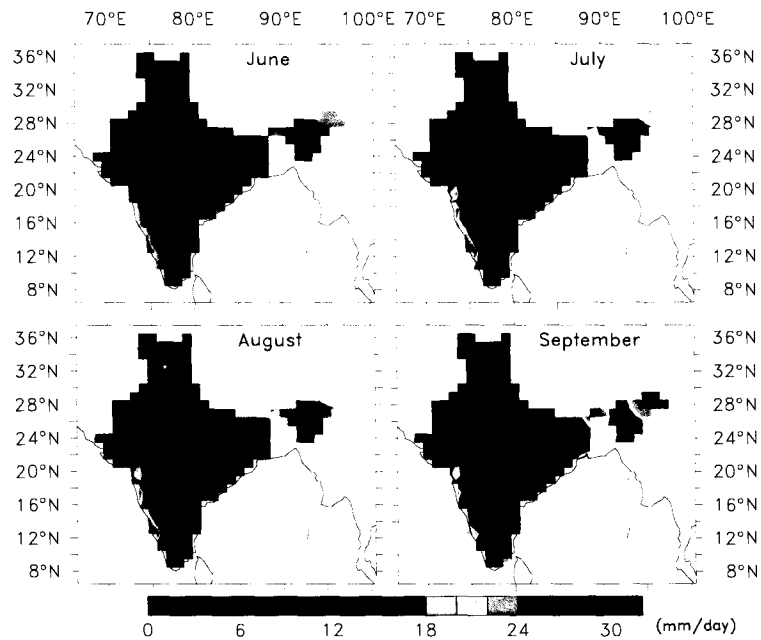 70°E 80°E 90°E 100°E 70°E 80°E 90°E 100°E
June July
36°N 36°N
32°N 32°N
28°N 28°N
24°N 24°N
20°N 20°N
16°N 16°N
12°N 12°N
8°N 8°N
August September
36°N 36°N
32°N 32°N
28°N 28°N
24°N 24°N
20°N 20°N
16°N 16°N
12°N 12°N
8°N 8°N
0 6 12 18 24 30 (mm/day)